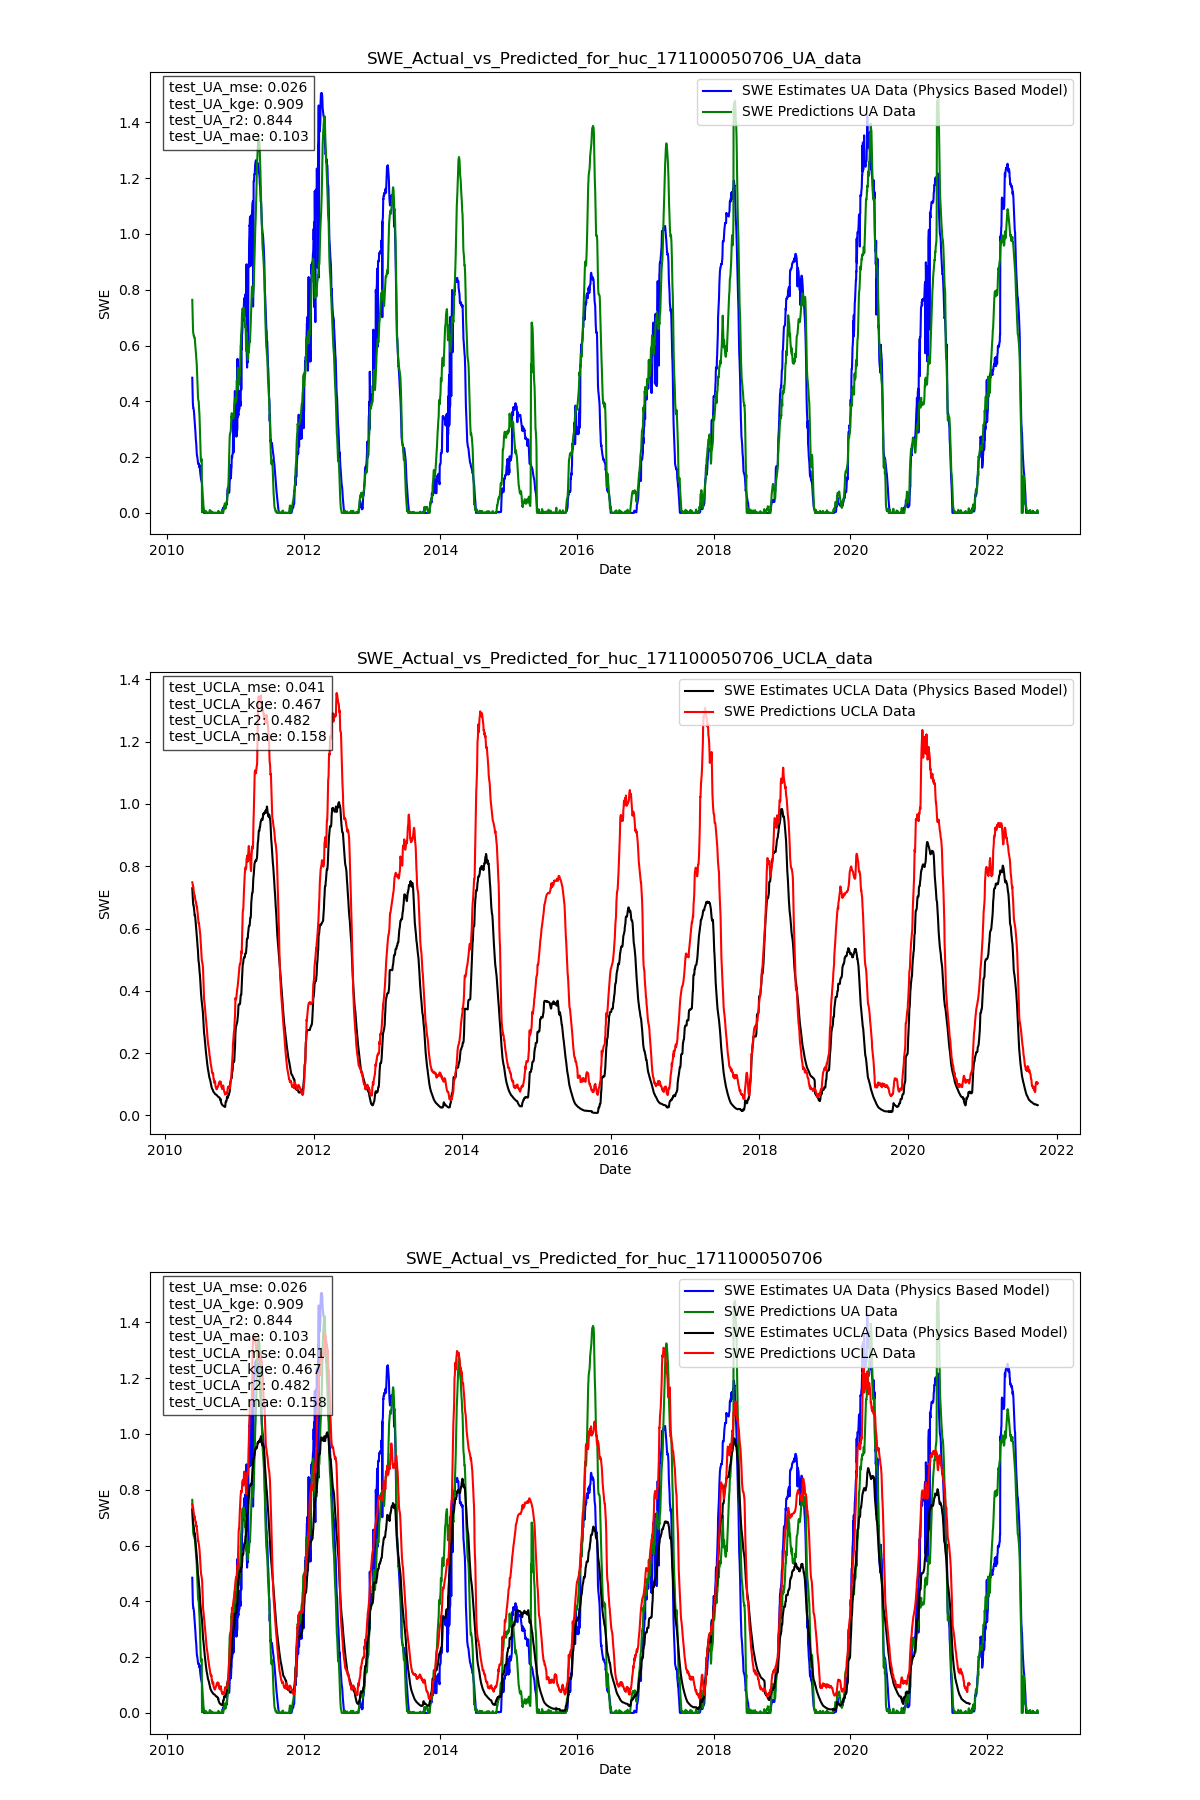 SWE_Actual_vs_Predicted_for_huc_171100050706_UA_data
test_UA_mse: 0.026
test_UA_kge: 0.909
test_UA_r2: 0.844
test_UA_mae: 0.103
SWE Estimates UA Data (Physics Based Model)
SWE Predictions UA Data
1.4
1.2
1.0
0.8
0.6
0.4
0.2
0.0
SWE
2010 2012 2014 2016 2018 2020 2022
Date
SWE_Actual_vs_Predicted_for_huc_171100050706_UCLA_data
test_UCLA_mse: 0.041
test_UCLA_kge: 0.467
test_UCLA_r2: 0.482
test_UCLA_mae: 0.158
SWE Estimates UCLA Data (Physics Based Model)
SWE Predictions UCLA Data
1.4
1.2
1.0
0.8
0.6
0.4
0.2
0.0
SWE
2010 2012 2014 2016 2018 2020 2022
Date
SWE_Actual_vs_Predicted_for_huc_171100050706
test_UA_mse: 0.026
test_UA_kge: 0.909
test_UA_r2: 0.844
test_UA_mae: 0.103
test_UCLA_mse: 0.041
test_UCLA_kge: 0.467
test_UCLA_r2: 0.482
test_UCLA_mae: 0.158
SWE Estimates UA Data (Physics Based Model)
SWE Predictions UA Data
SWE Estimates UCLA Data (Physics Based Model)
SWE Predictions UCLA Data
1.4
1.2
1.0
0.8
0.6
0.4
0.2
0.0
SWE
2010 2012 2014 2016 2018 2020 2022
Date